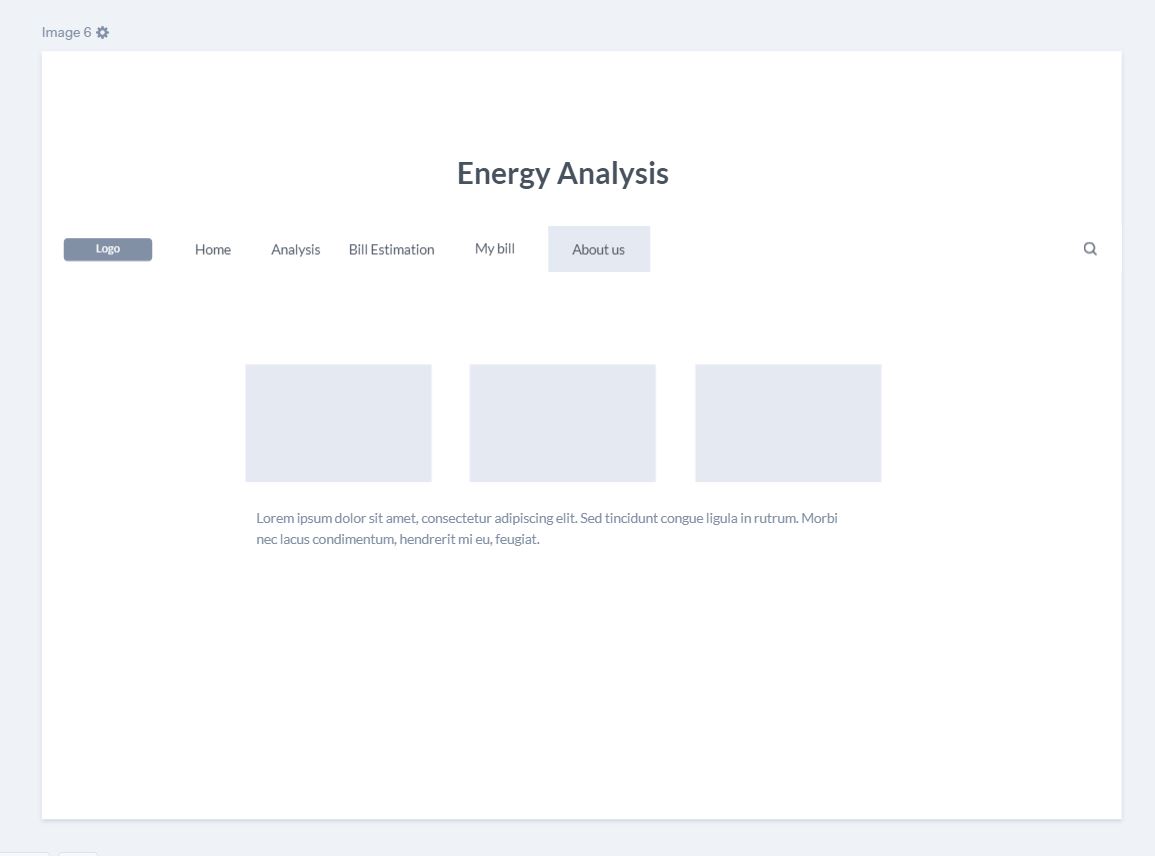 Image 6
Energy Analysis
Logo Home Analysis Bill Estimation My bill About us
Lorem ipsum dolor sit amet, consectetur adipiscing elit. Sed tincidunt congue ligula in rutrum. Morbi
nec lacus condimentum, hendrerit mi eu, feugiat.